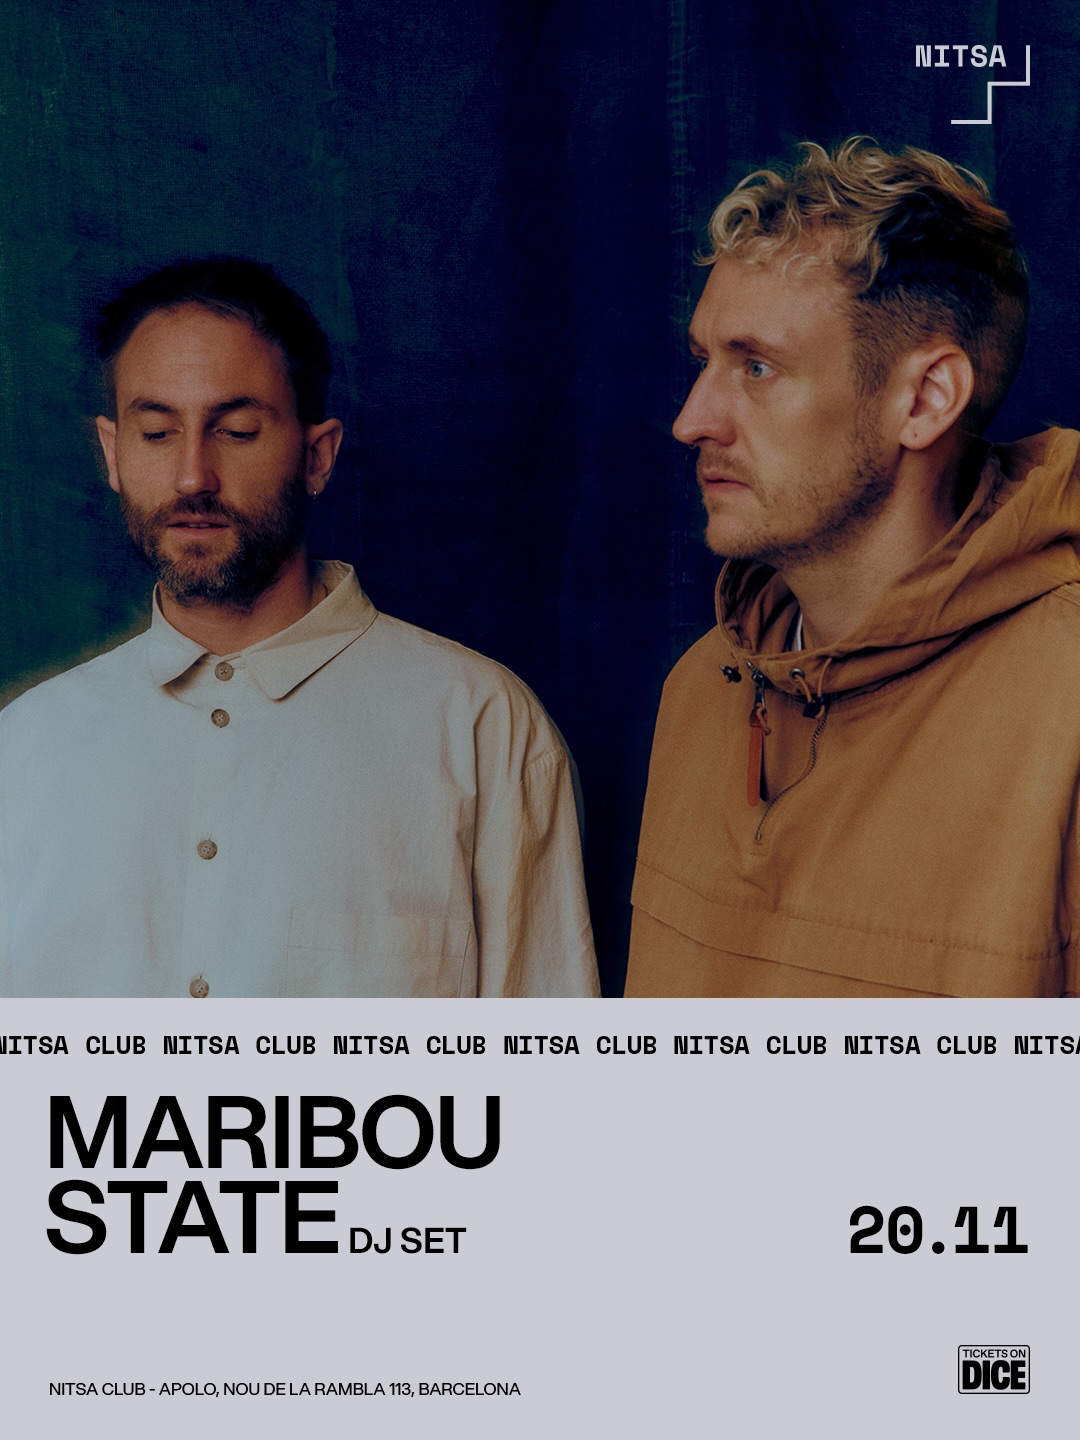 NITSA
NITSA CLUB NITSA CLUB NITSA CLUB NITSA CLUB NITSA CLUB NITSA CLUB NITSA
MARIBOU
STATE DJ SET
20.11
NITSA CLUB - APOLO, NOU DE LA RAMBLA 113, BARCELONA
TICKETS ON
DICE